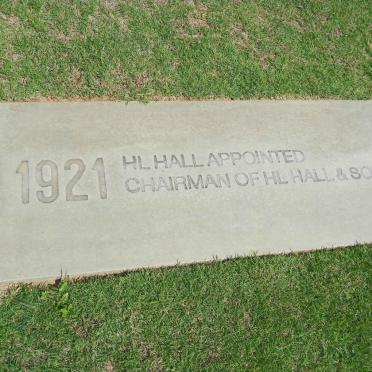 1921
HL HALL APPOINTED
CHAIRMAN OF HL HALL & SO